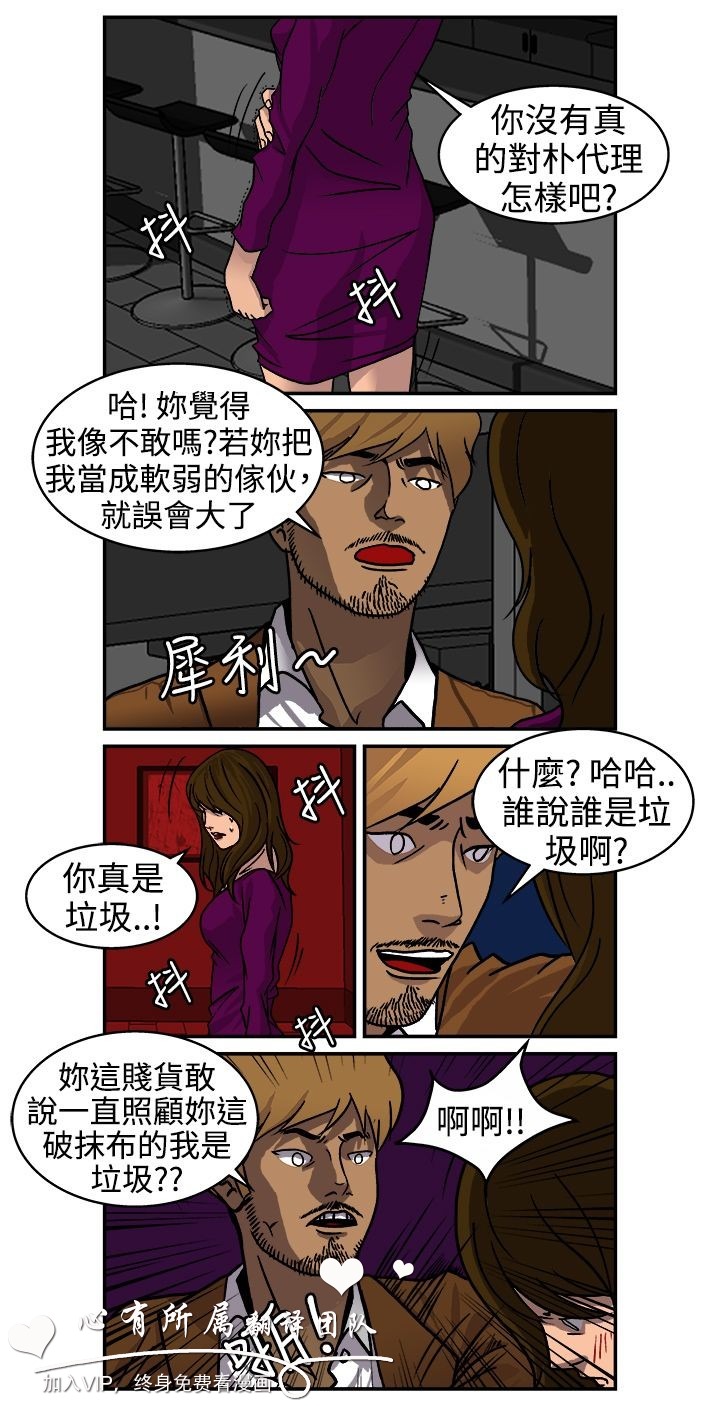 你沒有真
的對朴代理
怎樣吧?
抖
抖
哈! 妳覺得
我像不敢嗎?若妳把
我當成軟弱的傢伙,
就誤會大了
犀利~
抖
你真是
垃圾..!
抖
抖
什麼? 哈哈..
誰說誰是垃
圾啊?
妳這賤貨敢
說一直照顧妳這
破抹布的我是
垃圾??
啊啊!!
心有所属翻译团队
加入VIP，终身免费看漫画